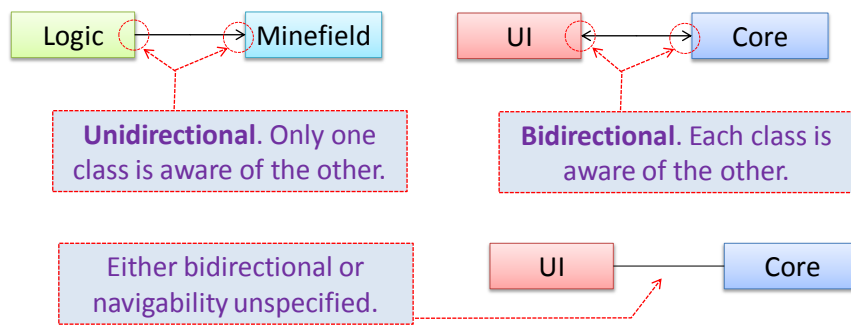 Logic
Minefield
UI
Core
Unidirectional. Only one
class is aware of the other.
Bidirectional. Each class is
aware of the other.
Either bidirectional or
navigability unspecified.
UI
Core